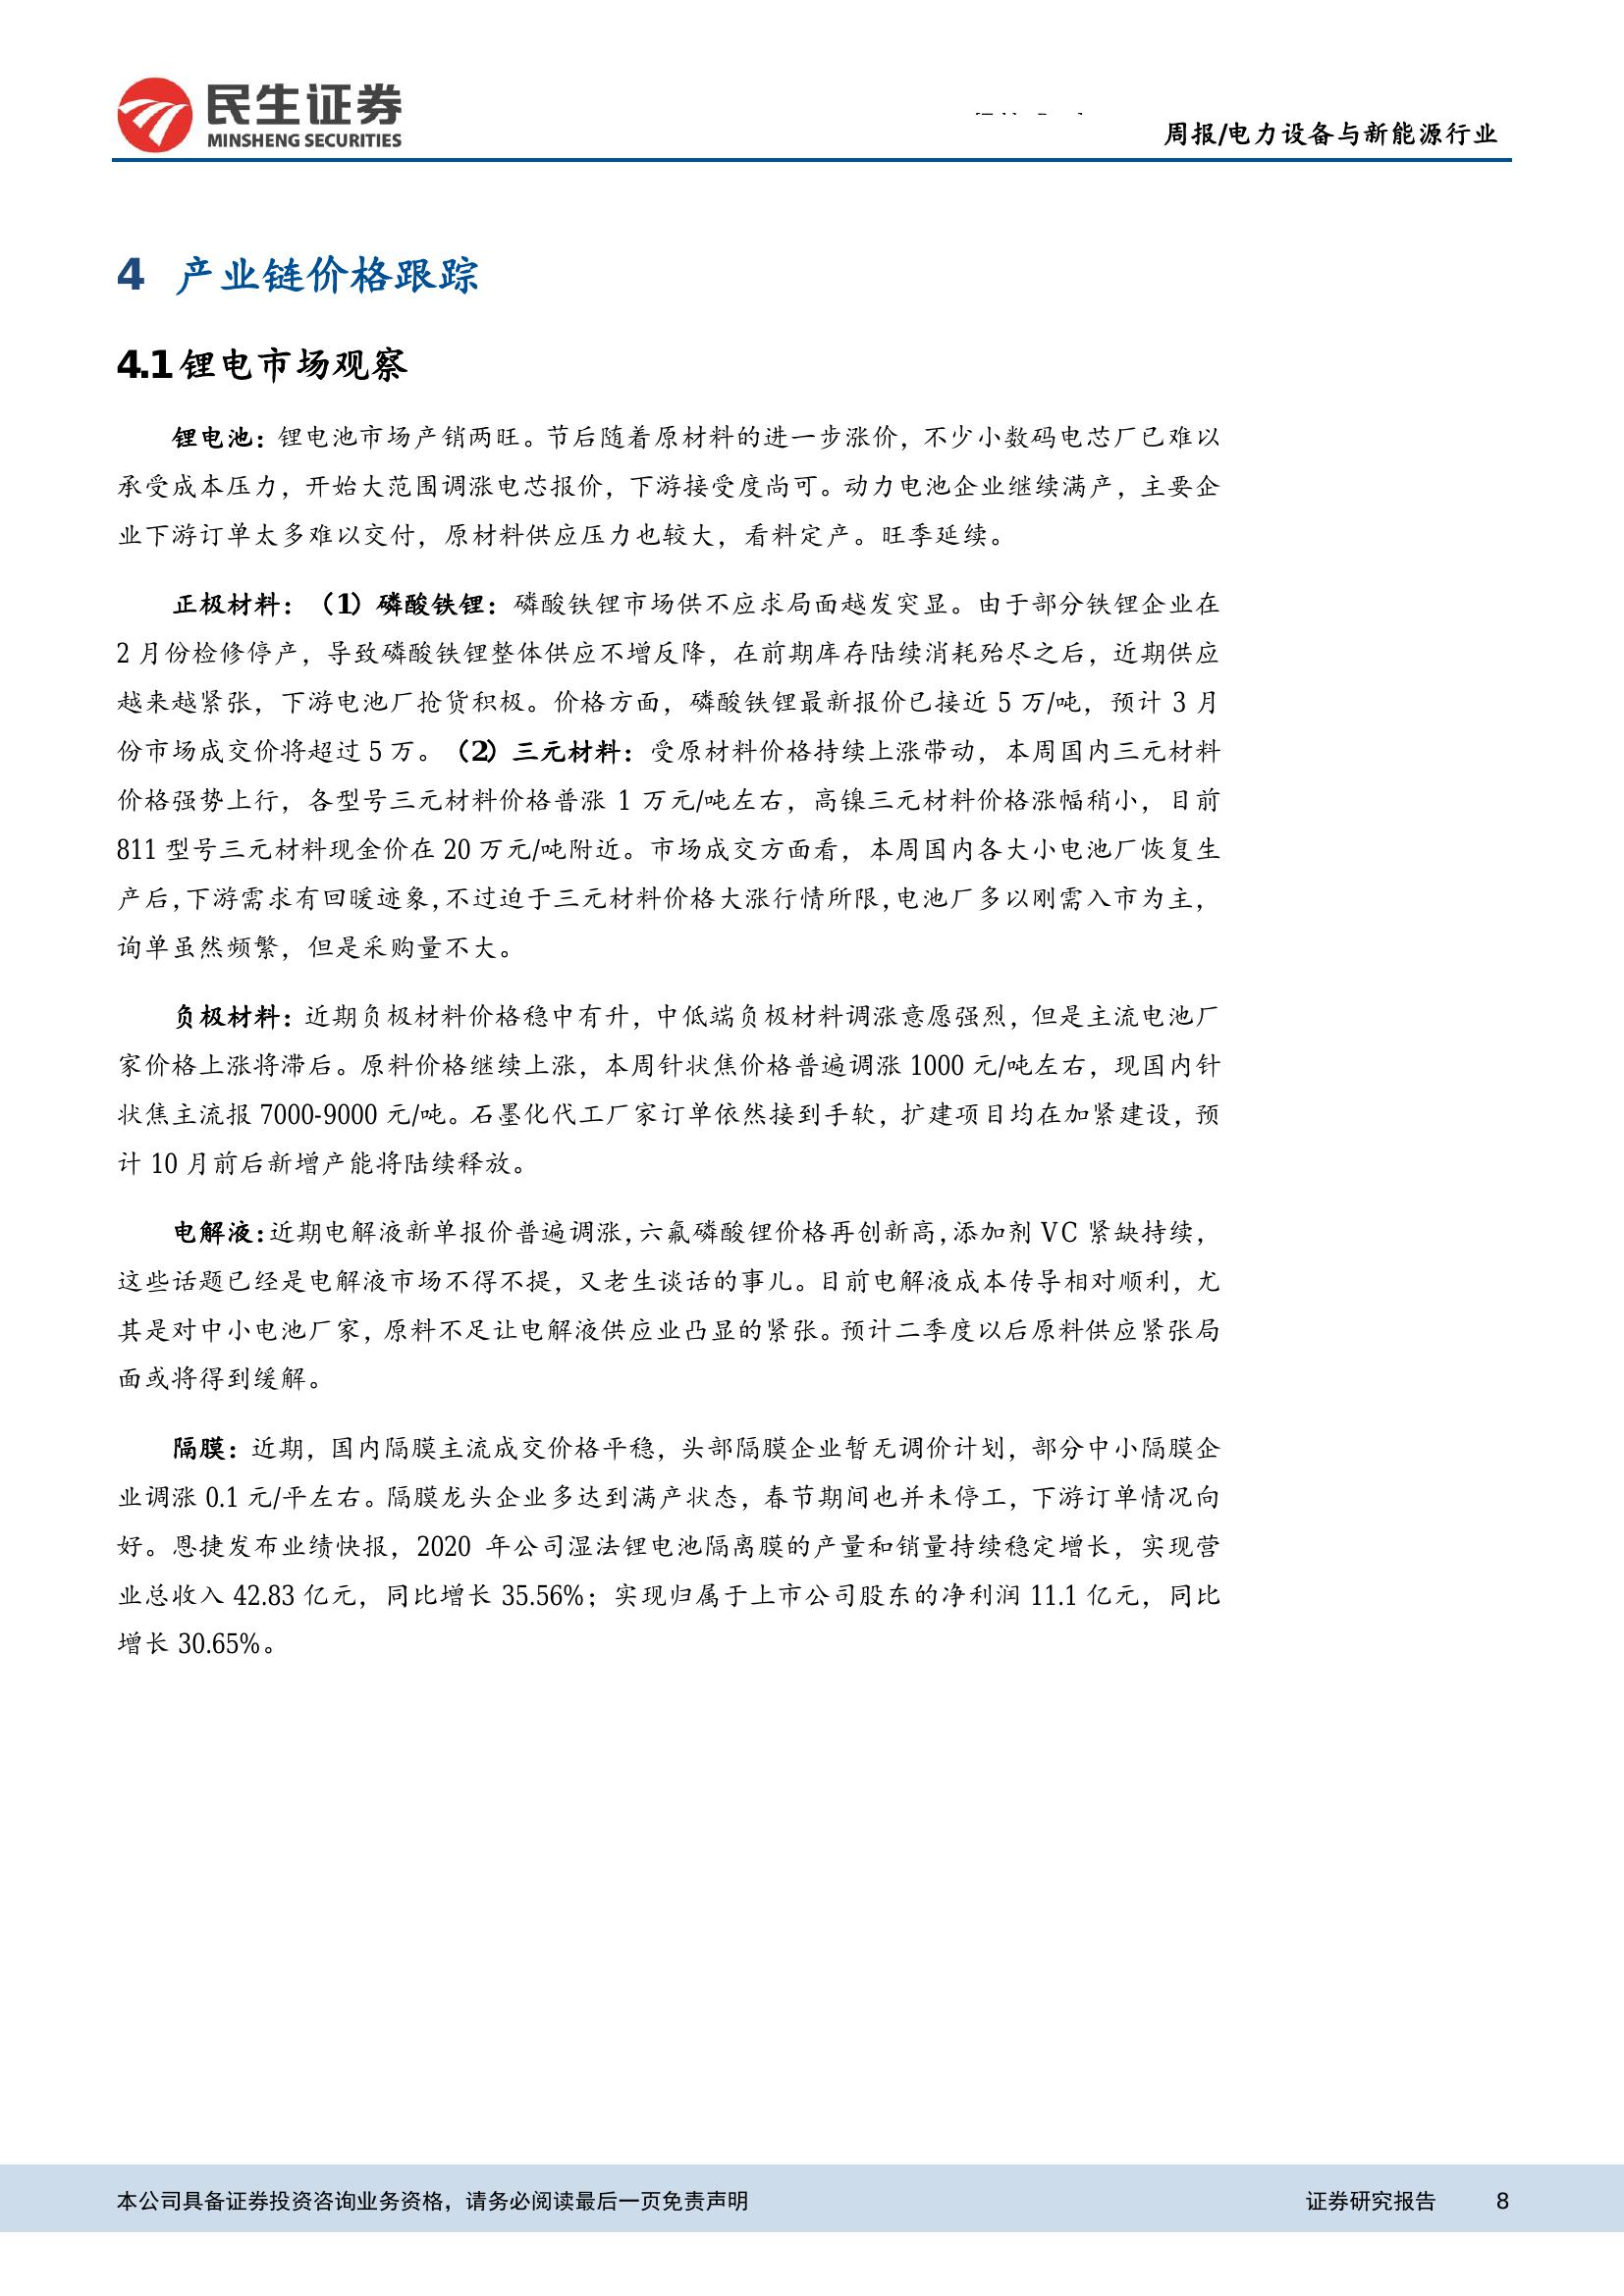 民生证券
MINSHENG SECURITIES
周报/电力设备与新能源行业
4 产业链价格跟踪
4.1 锂电市场观察
锂电池：锂电池市场产销两旺。节后随着原材料的进一步涨价，不少小数码电芯厂已难以
承受成本压力，开始大范围调涨电芯报价，下游接受度尚可。动力电池企业继续满产，主要企
业下游订单太多难以交付，原材料供应压力也较大，看料定产。旺季延续。
正极材料：（1）磷酸铁锂：磷酸铁锂市场供不应求局面越发突显。由于部分铁锂企业在
2 月份检修停产，导致磷酸铁锂整体供应不增反降，在前期库存陆续消耗殆尽之后，近期供应
越来越紧张，下游电池厂抢货积极。价格方面，磷酸铁锂最新报价已接近 5 万/吨，预计 3 月
份市场成交价将超过 5 万。（2）三元材料：受原材料价格持续上涨带动，本周国内三元材料
价格强势上行，各型号三元材料价格普涨 1 万元/吨左右，高镍三元材料价格涨幅稍小，目前
811 型号三元材料现金价在 20 万元/吨附近。市场成交方面看，本周国内各大小电池厂恢复生
产后，下游需求有回暖迹象，不过迫于三元材料价格大涨行情所限，电池厂多以刚需入市为主，
询单虽然频繁，但是采购量不大。
负极材料：近期负极材料价格稳中有升，中低端负极材料调涨意愿强烈，但是主流电池厂
家价格上涨将滞后。原料价格继续上涨，本周针状焦价格普遍调涨 1000 元/吨左右，现国内针
状焦主流报 7000-9000 元/吨。石墨化代工厂家订单依然接到手软，扩建项目均在加紧建设，预
计 10 月前后新增产能将陆续释放。
电解液：近期电解液新单报价普遍调涨，六氟磷酸锂价格再创新高，添加剂 VC 紧缺持续，
这些话题已经是电解液市场不得不提，又老生谈话的事儿。目前电解液成本传导相对顺利，尤
其是对中小电池厂家，原料不足让电解液供应业凸显的紧张。预计二季度以后原料供应紧张局
面或将得到缓解。
隔膜：近期，国内隔膜主流成交价格平稳，头部隔膜企业暂无调价计划，部分中小隔膜企
业调涨 0.1 元/平左右。隔膜龙头企业多达到满产状态，春节期间也并未停工，下游订单情况向
好。恩捷发布业绩快报，2020 年公司湿法锂电池隔离膜的产量和销量持续稳定增长，实现营
业总收入 42.83 亿元，同比增长 35.56%；实现归属于上市公司股东的净利润 11.1 亿元，同比
增长 30.65%。
本公司具备证券投资咨询业务资格，请务必阅读最后一页免责声明
证券研究报告 8